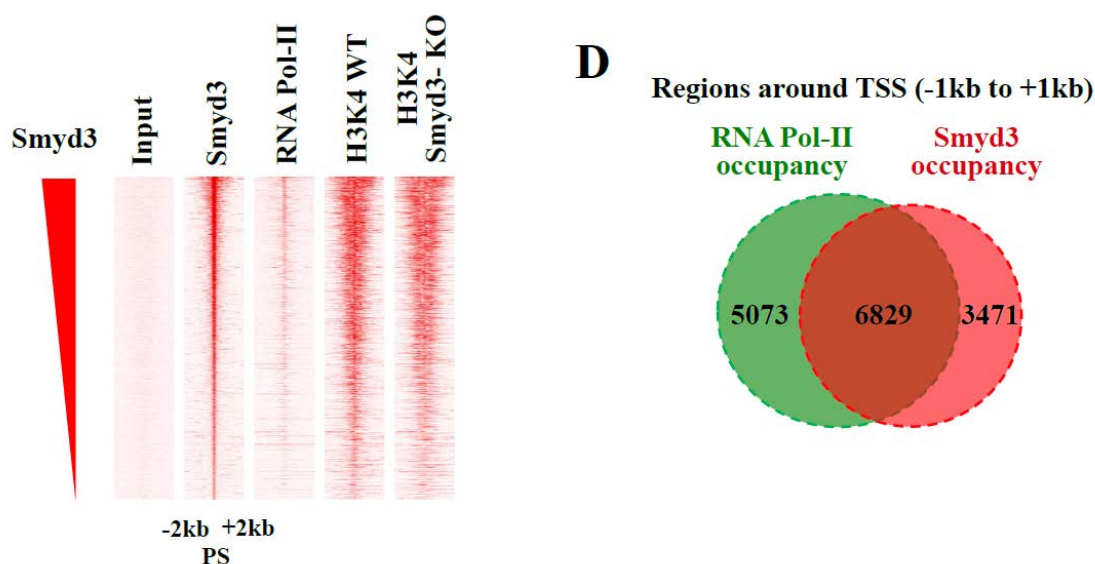 Smyd3
Input
Smyd3
RNA Pol-II
H3K4 WT
H3K4
Smyd3- KO
-2kb +2kb
PS
D
Regions around TSS (-1kb to +1kb)
RNA Pol-II
occupancy
Smyd3
occupancy
5073
6829
3471